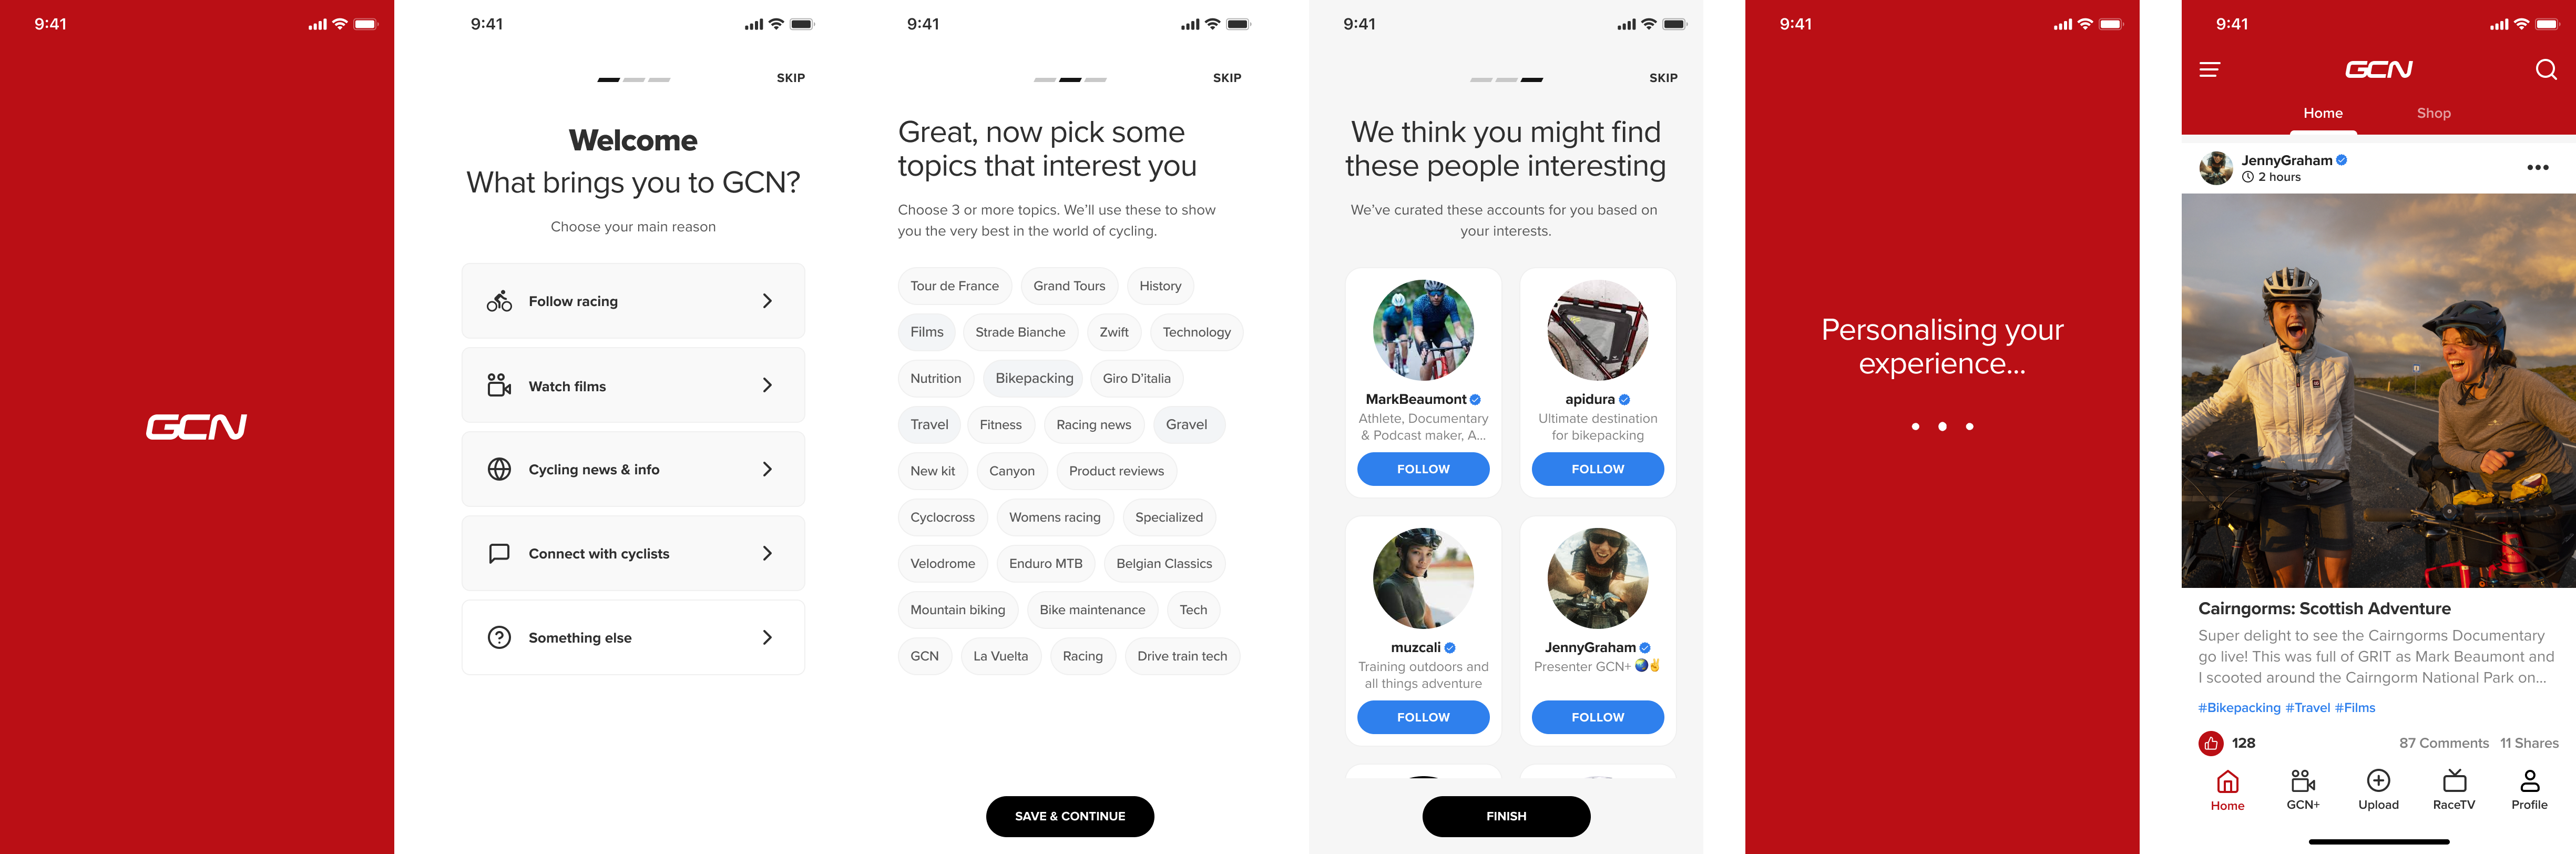 9:41
GCN
9:41
SKIP
Welcome
What brings you to GCN?
Choose your main reason
Follow racing
Watch films
Cycling news & info
Connect with cyclists
Something else
9:41
SKIP
Great, now pick some
topics that interest you
Choose 3 or more topics. We’ll use these to show
you the very best in the world of cycling.
Tour de France Grand Tours History
Films Strade Bianche Zwift Technology
Nutrition Bikepacking Giro D’italia
Travel Fitness Racing news Gravel
New kit Canyon Product reviews
Cyclocross Womens racing Specialized
Velodrome Enduro MTB Belgian Classics
Mountain biking Bike maintenance Tech
GCN La Vuelta Racing Drive train tech
SAVE & CONTINUE
9:41
SKIP
We think you might find
these people interesting
We’ve curated these accounts for you based on
your interests.
MarkBeaumont
Athlete, Documentary
& Podcast maker, A...
FOLLOW
apidura
Ultimate destination
for bikepacking
FOLLOW
muzcali
Training outdoors and
all things adventure
FOLLOW
JennyGraham
Presenter GCN+ 🌏✌️
FOLLOW
FINISH
9:41
Personalising your
experience...
9:41
GCN
Home Shop
JennyGraham
2 hours
Cairngorms: Scottish Adventure
Super delight to see the Cairngorms Documentary
go live! This was full of GRIT as Mark Beaumont and
I scooted around the Cairngorm National Park on...
#Bikepacking #Travel #Films
128 87 Comments 11 Shares
Home GCN+ Upload RaceTV Profile